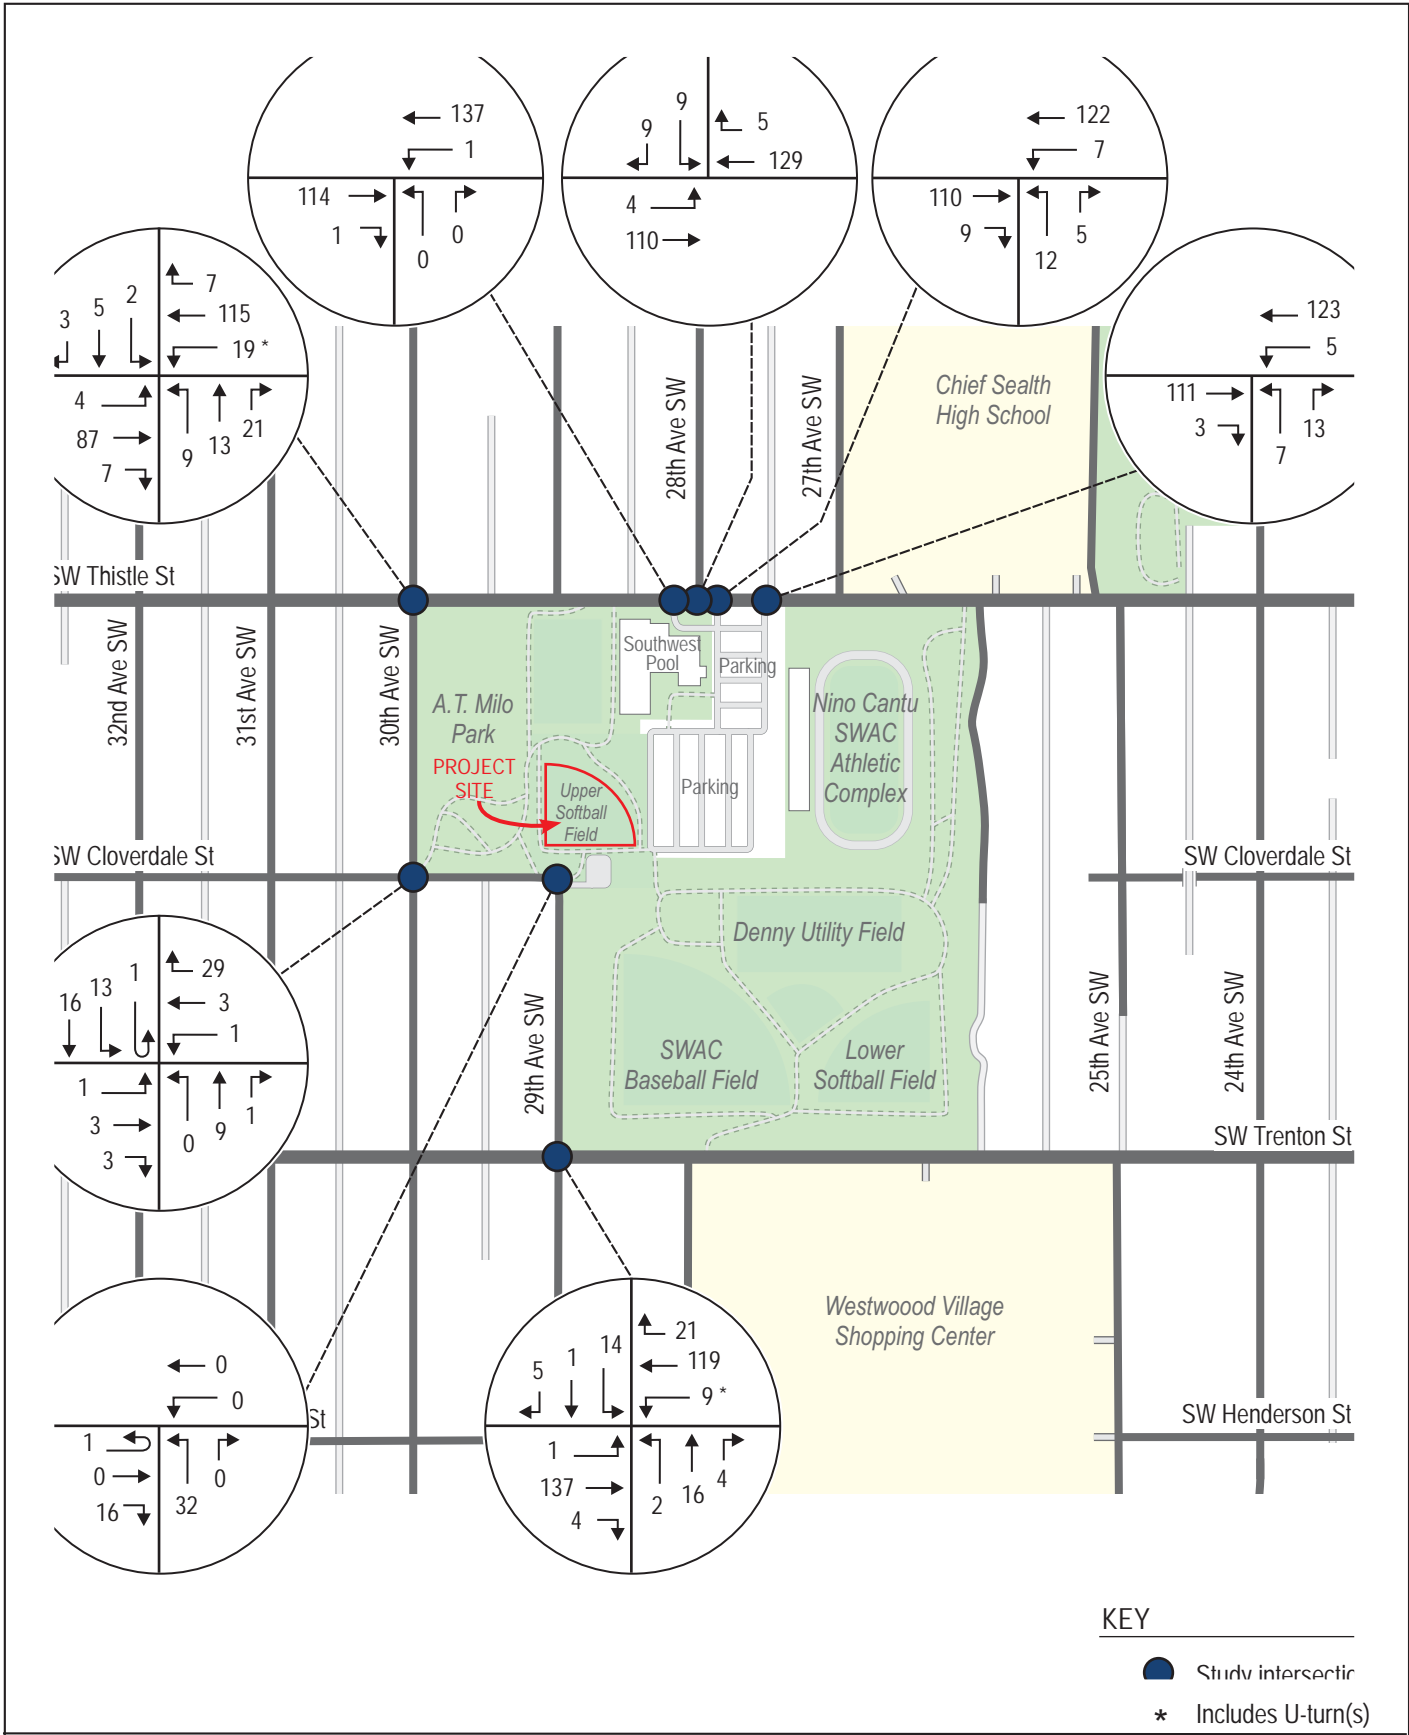 137
1
114
1
0
0
9
9
5
129
4
110
122
7
110
9
12
5
3
5
2
7
115
19 *
4
87
7
9
13
21
123
5
111
3
7
13
Chief Sealth
High School
28th Ave SW
27th Ave SW
SW Thistle St
32nd Ave SW
31st Ave SW
30th Ave SW
Southwest
Pool
Parking
A.T. Milo
Park
Nino Cantu
SWAC
Athletic
Complex
PROJECT
SITE
Upper
Softball
Field
Parking
SW Cloverdale St
SW Cloverdale St
Denny Utility Field
16
13
1
29
3
1
1
3
3
0
9
1
29th Ave SW
25th Ave SW
24th Ave SW
SWAC
Baseball Field
Lower
Softball Field
SW Trenton St
Westwoood Village
Shopping Center
0
0
1
0
16
32
0
St
5
1
14
21
119
9 *
1
137
4
2
16
4
SW Henderson St
KEY
Study intersectic
* Includes U-turn(s)